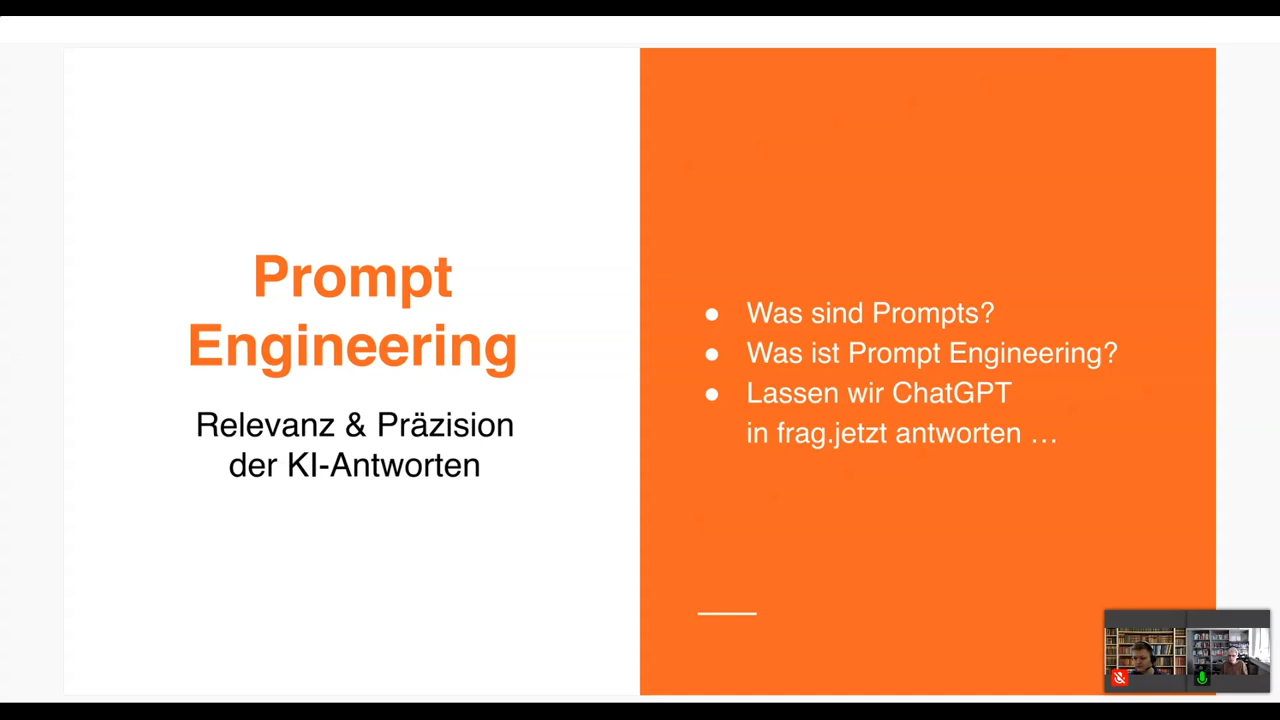 Prompt
Engineering
Relevanz & Präzision
der KI-Antworten
● Was sind Prompts?
● Was ist Prompt Engineering?
● Lassen wir ChatGPT
in frag.jetzt antworten …